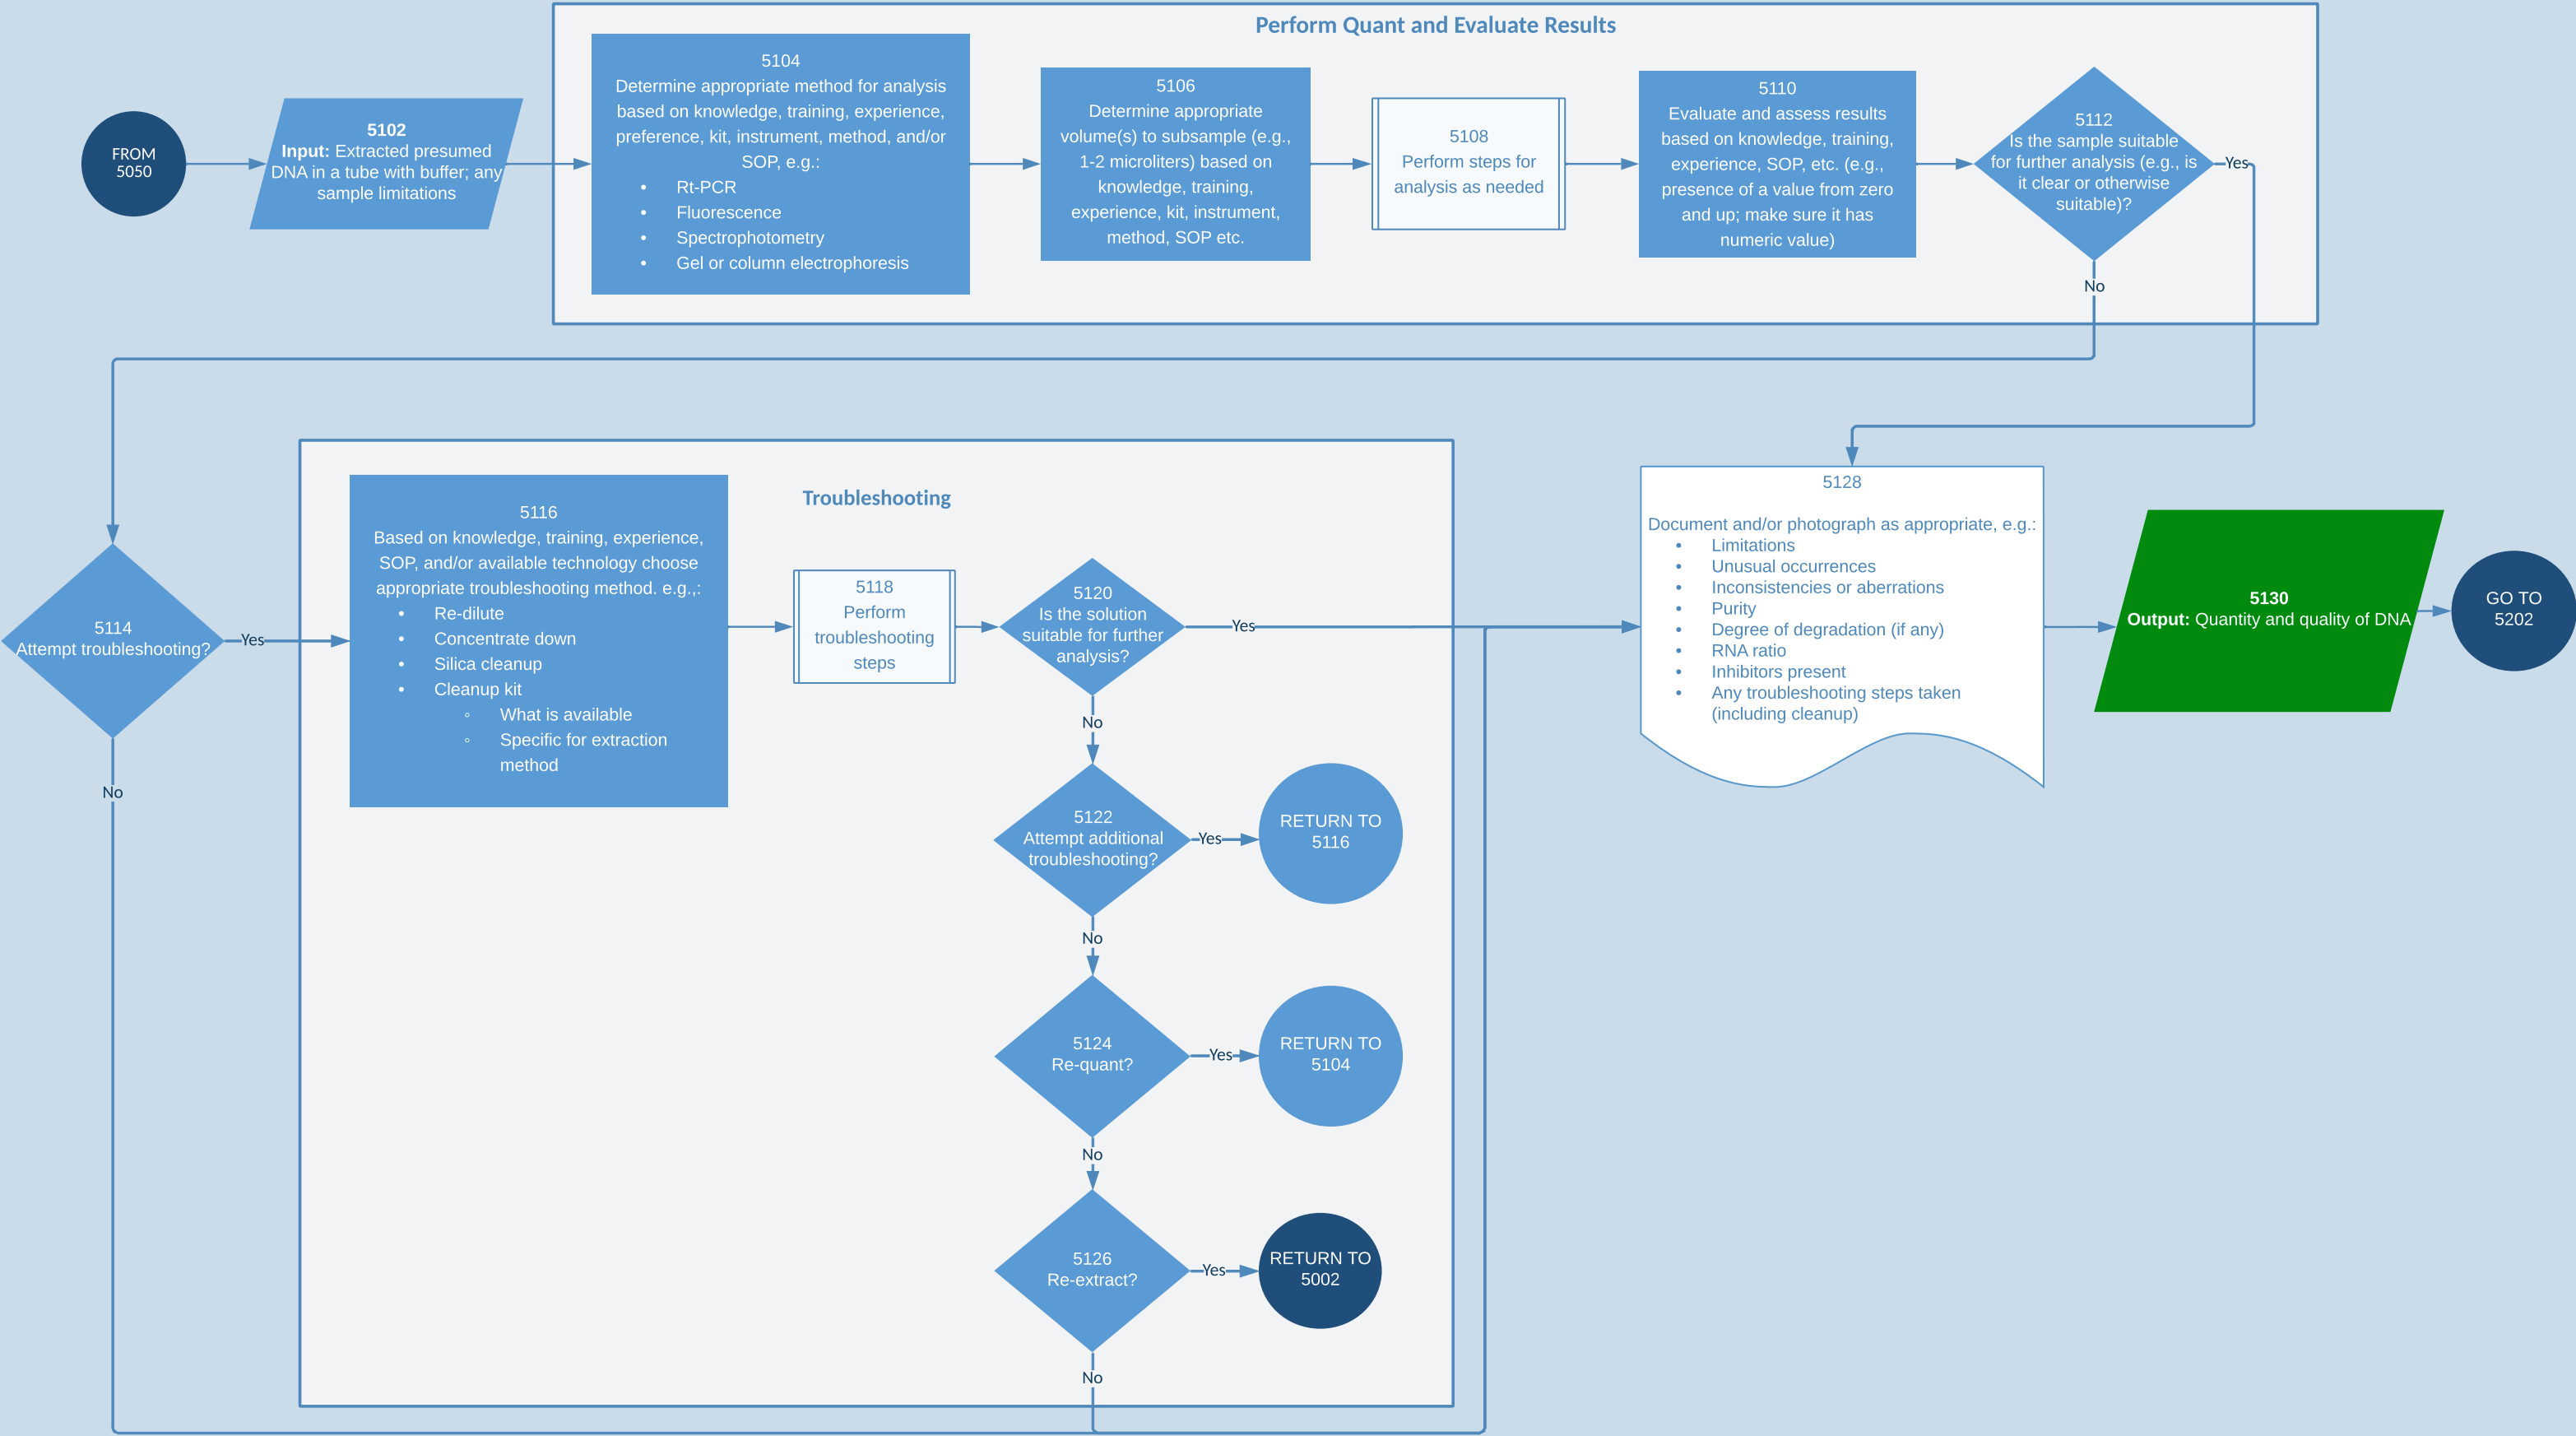 Perform Quant and Evaluate Results
FROM
5050
5102
Input: Extracted presumed
DNA in a tube with buffer; any
sample limitations
5104
Determine appropriate method for analysis
based on knowledge, training, experience,
preference, kit, instrument, method, and/or
SOP, e.g.:
• Rt-PCR
• Fluorescence
• Spectrophotometry
• Gel or column electrophoresis
5106
Determine appropriate
volume(s) to subsample (e.g.,
1-2 microliters) based on
knowledge, training,
experience, kit, instrument,
method, SOP etc.
5108
Perform steps for
analysis as needed
5110
Evaluate and assess results
based on knowledge, training,
experience, SOP, etc. (e.g.,
presence of a value from zero
and up; make sure it has
numeric value)
5112
Is the sample suitable
for further analysis (e.g., is
it clear or otherwise
suitable)?
Yes
No
5114
Attempt troubleshooting?
Yes
No
Troubleshooting
5116
Based on knowledge, training, experience,
SOP, and/or available technology choose
appropriate troubleshooting method. e.g.,:
• Re-dilute
• Concentrate down
• Silica cleanup
• Cleanup kit
◦ What is available
◦ Specific for extraction
method
5118
Perform
troubleshooting
steps
5120
Is the solution
suitable for further
analysis?
Yes
No
5122
Attempt additional
troubleshooting?
Yes
RETURN TO
5116
No
5124
Re-quant?
Yes
RETURN TO
5104
No
5126
Re-extract?
Yes
RETURN TO
5002
No
5128
Document and/or photograph as appropriate, e.g.:
• Limitations
• Unusual occurrences
• Inconsistencies or aberrations
• Purity
• Degree of degradation (if any)
• RNA ratio
• Inhibitors present
• Any troubleshooting steps taken
(including cleanup)
5130
Output: Quantity and quality of DNA
GO TO
5202